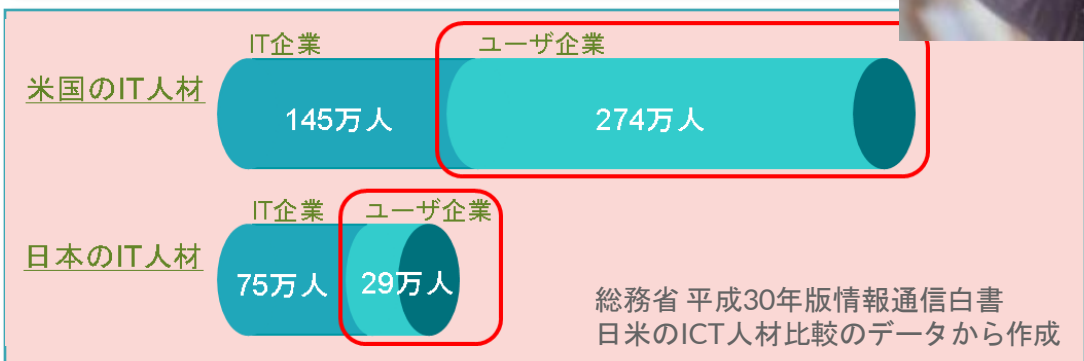 IT企業 ユーザ企業
米国のIT人材
145万人 274万人
IT企業 ユーザ企業
日本のIT人材
75万人 29万人
総務省 平成30年版情報通信白書
日米のICT人材比較のデータから作成